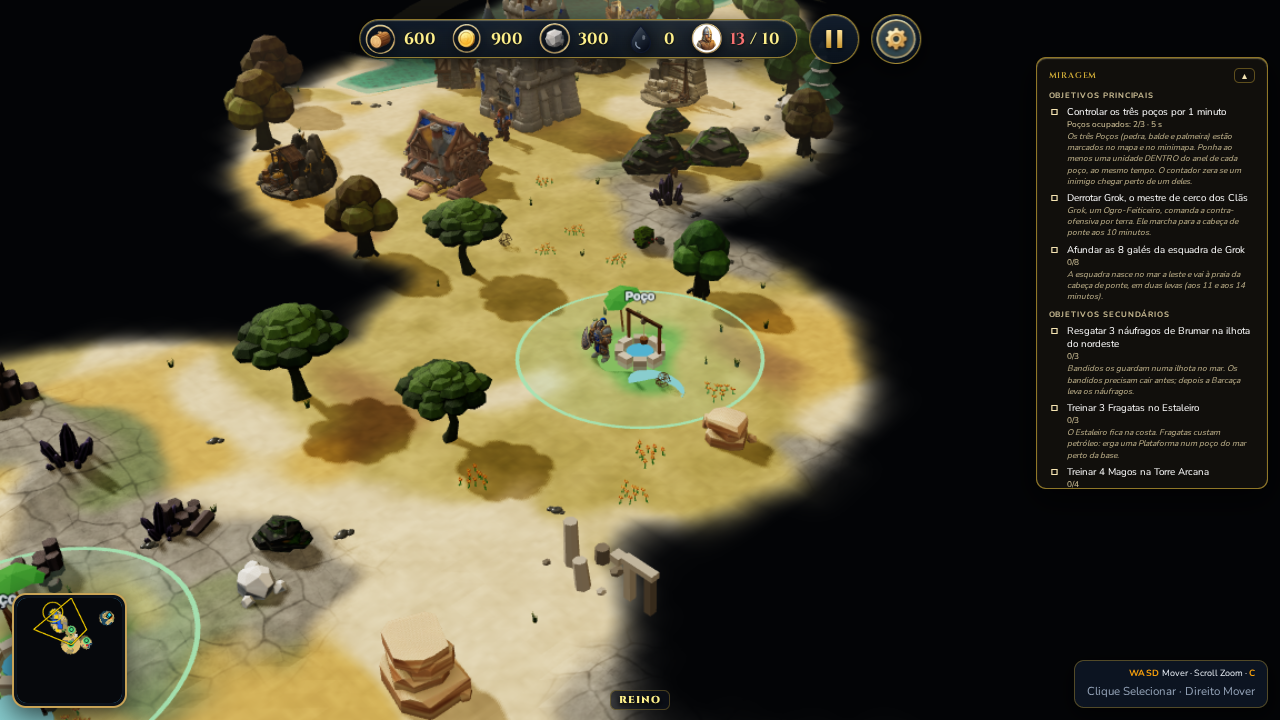 600 900 300 0 13 / 10
MIRAGEM
OBJETIVOS PRINCIPAIS
Controlar os três poços por 1 minuto
Poços ocupados: 2/3 · 5 s
Os três Poços (pedra, balde e palmeira) estão
marcados no mapa e no minimapa. Ponha ao
menos uma unidade DENTRO do anel de cada
poço, ao mesmo tempo. O contador zera se um
inimigo chegar perto de um deles.
Derrotar Grok, o mestre de cerco dos Clãs
Grok, um Ogro-Feiticeiro, comanda a contra-
ofensiva por terra. Ele marcha para a cabeça de
ponte aos 10 minutos.
Afundar as 8 galés da esquadra de Grok
0/8
A esquadra nasce no mar a leste e vai à praia da
cabeça de ponte, em duas levas (aos 11 e aos 14
minutos).
OBJETIVOS SECUNDÁRIOS
Resgatar 3 náufragos de Brumar na ilhota
do nordeste
0/3
Bandidos os guardam numa ilhota no mar. Os
bandidos precisam cair antes; depois a Barcaça
leva os náufragos.
Treinar 3 Fragatas no Estaleiro
0/3
O Estaleiro fica na costa. Fragatas custam
petróleo: erga uma Plataforma num poço do mar
perto da base.
Treinar 4 Magos na Torre Arcana
0/4
Poço
REINO
WASD Mover · Scroll Zoom · C
Clique Selecionar · Direito Mover